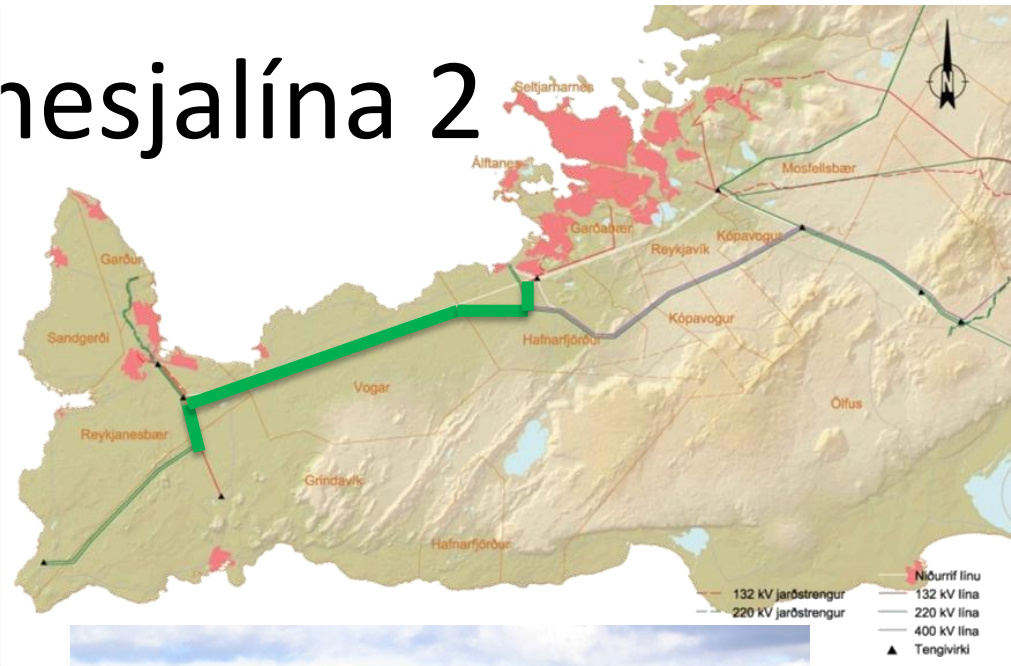 nesjalína 2
Seltjarnarnes
Álftanes
Mosfellsbær
Garðabær
Kópavogur
Reykjavík
Garður
Kópavogur
Sandgerði
Hafnarfjörður
Vogar
Ölfus
Reykjanesbær
Grindavík
Hafnarfjörður
Niðurrif línu
132 kV jarðstrengur
132 kV lína
220 kV jarðstrengur
220 kV lína
400 kV lína
Tengivirki